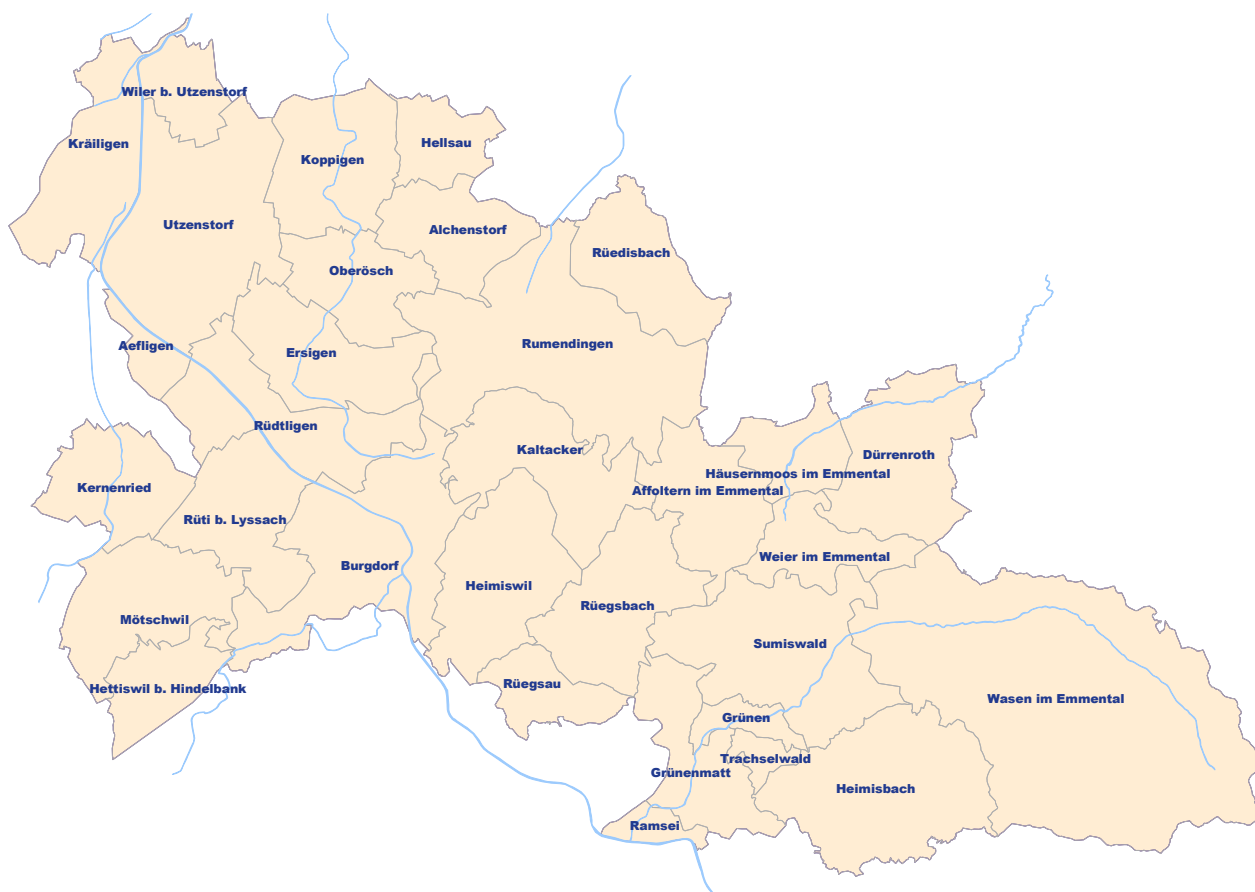 Wiler b. Utzenstorf
Kräiligen
Hellsau
Koppigen
Utzenstorf
Alchenstorf
Rüedisbach
Oberösch
Aefligen
Ersigen
Rumendingen
Rüdtligen
Kaltacker
Dürrenroth
Häusernmoos im Emmental
Kernenried
Affoltern im Emmental
Rüti b. Lyssach
Weier im Emmental
Burgdorf
Heimiswil
Rüegsbach
Mötschwil
Sumiswald
Rüegsau
Hettiswil b. Hindelbank
Wasen im Emmental
Grünen
Trachselwald
Grünenmatt
Heimisbach
Ramsei